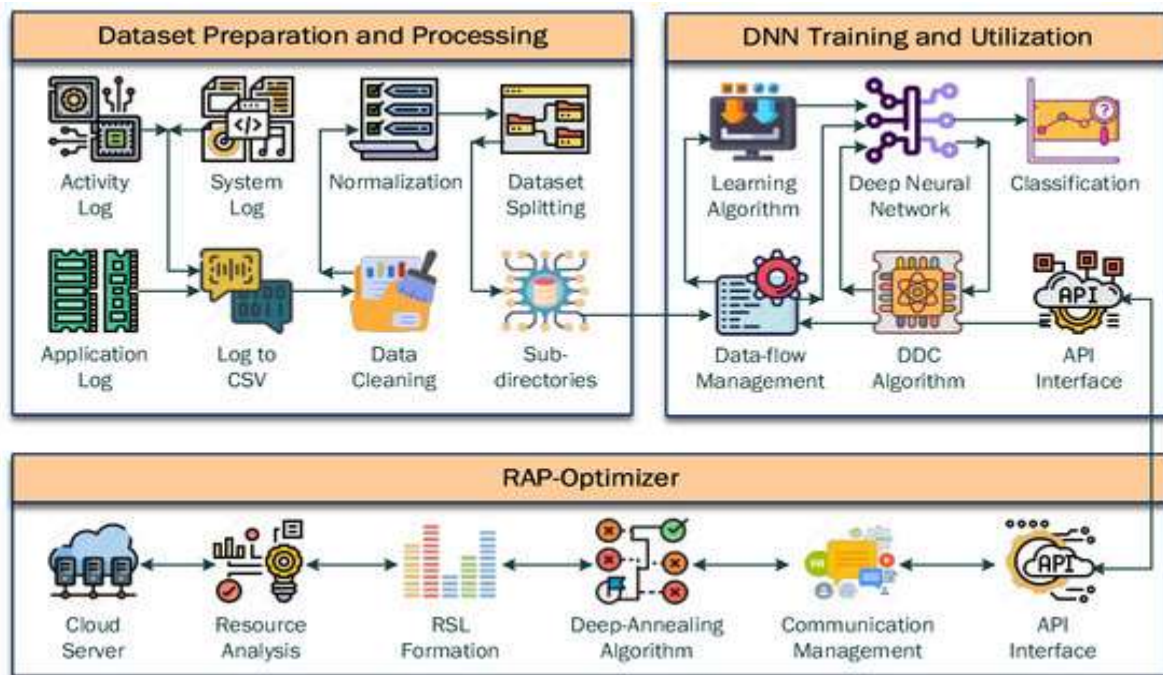 Dataset Preparation and Processing
Activity
Log
System
Log
Normalization
Dataset
Splitting
Application
Log
Log to
CSV
Data
Cleaning
Sub-
directories
DNN Training and Utilization
Learning
Algorithm
Deep Neural
Network
Classification
Data-flow
Management
DDC
Algorithm
API
API
Interface
RAP-Optimizer
Cloud
Server
Resource
Analysis
RSL
Formation
Deep-Annealing
Algorithm
Communication
Management
API
API
Interface